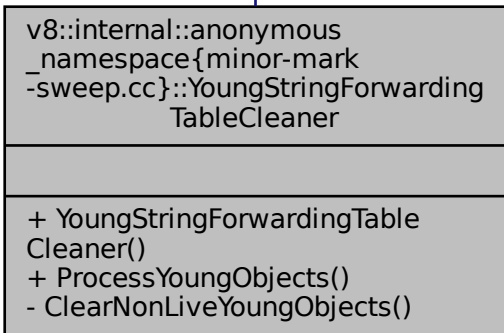 v8::internal::anonymous
_namespace{minor-mark
-sweep.cc}::YoungStringForwarding
TableCleaner
+ YoungStringForwardingTable
Cleaner()
+ ProcessYoungObjects()
- ClearNonLiveYoungObjects()